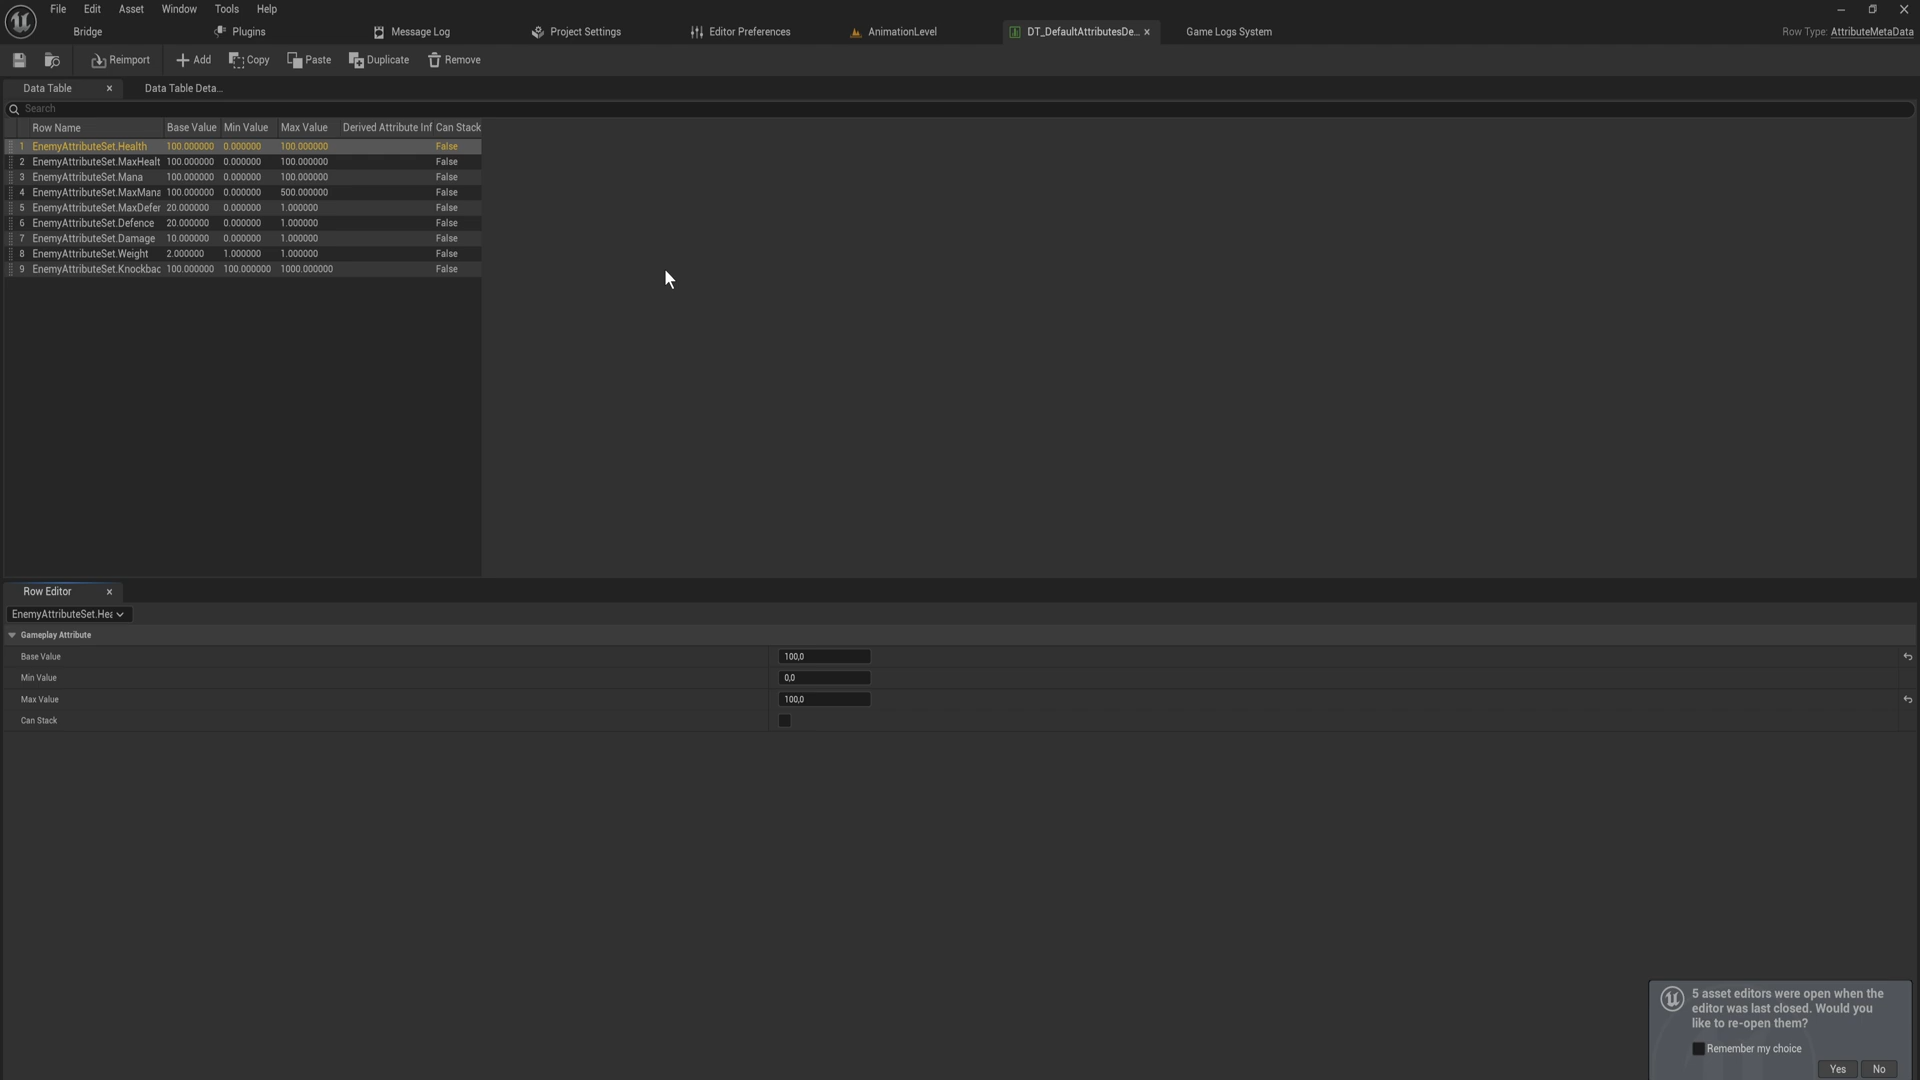 File Edit Asset Window Tools Help
Bridge Plugins Message Log Project Settings Editor Preferences AnimationLevel DT_DefaultAttributesDe... × Game Logs System Row Type: AttributeMetaData
Reimport Add Copy Paste Duplicate Remove
Data Table × Data Table Deta...
Search
Row Name Base Value Min Value Max Value Derived Attribute Inf Can Stack
1 EnemyAttributeSet.Health 100.000000 0.000000 100.000000 False
2 EnemyAttributeSet.MaxHealt 100.000000 0.000000 100.000000 False
3 EnemyAttributeSet.Mana 100.000000 0.000000 100.000000 False
4 EnemyAttributeSet.MaxMana 100.000000 0.000000 500.000000 False
5 EnemyAttributeSet.MaxDefer 20.000000 0.000000 1.000000 False
6 EnemyAttributeSet.Defence 20.000000 0.000000 1.000000 False
7 EnemyAttributeSet.Damage 10.000000 0.000000 1.000000 False
8 EnemyAttributeSet.Weight 2.000000 1.000000 1.000000 False
9 EnemyAttributeSet.Knockbac 100.000000 100.000000 1000.000000 False
Row Editor ×
EnemyAttributeSet.Hea
Gameplay Attribute
Base Value 100,0
Min Value 0,0
Max Value 100,0
Can Stack
5 asset editors were open when the
editor was last closed. Would you
like to re-open them?
Remember my choice
Yes No